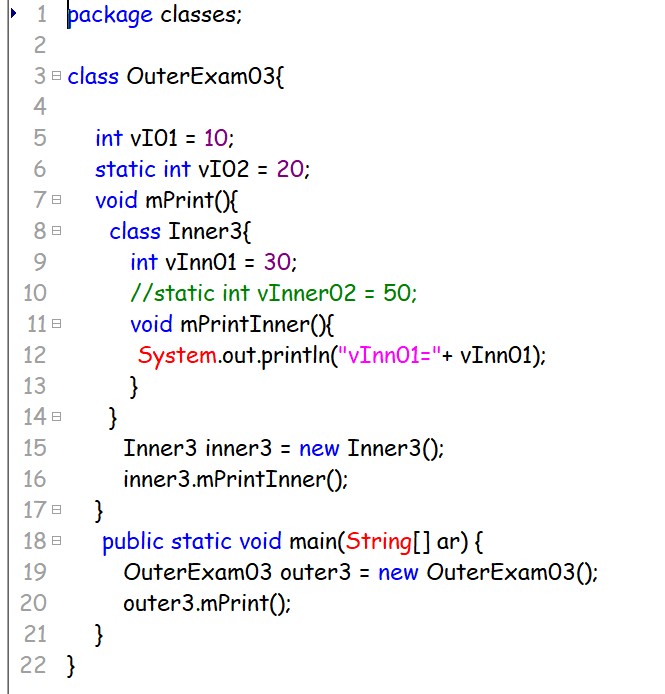 1 package classes;
2
3 class OuterExam03{
4
5 int vI01 = 10;
6 static int vI02 = 20;
7 void mPrint(){
8 class Inner3{
9 int vInn01 = 30;
10 //static int vInner02 = 50;
11 void mPrintInner(){
12 System.out.println("vInn01="+ vInn01);
13 }
14 }
15 Inner3 inner3 = new Inner3();
16 inner3.mPrintInner();
17 }
18 public static void main(String[] ar) {
19 OuterExam03 outer3 = new OuterExam03();
20 outer3.mPrint();
21 }
22 }